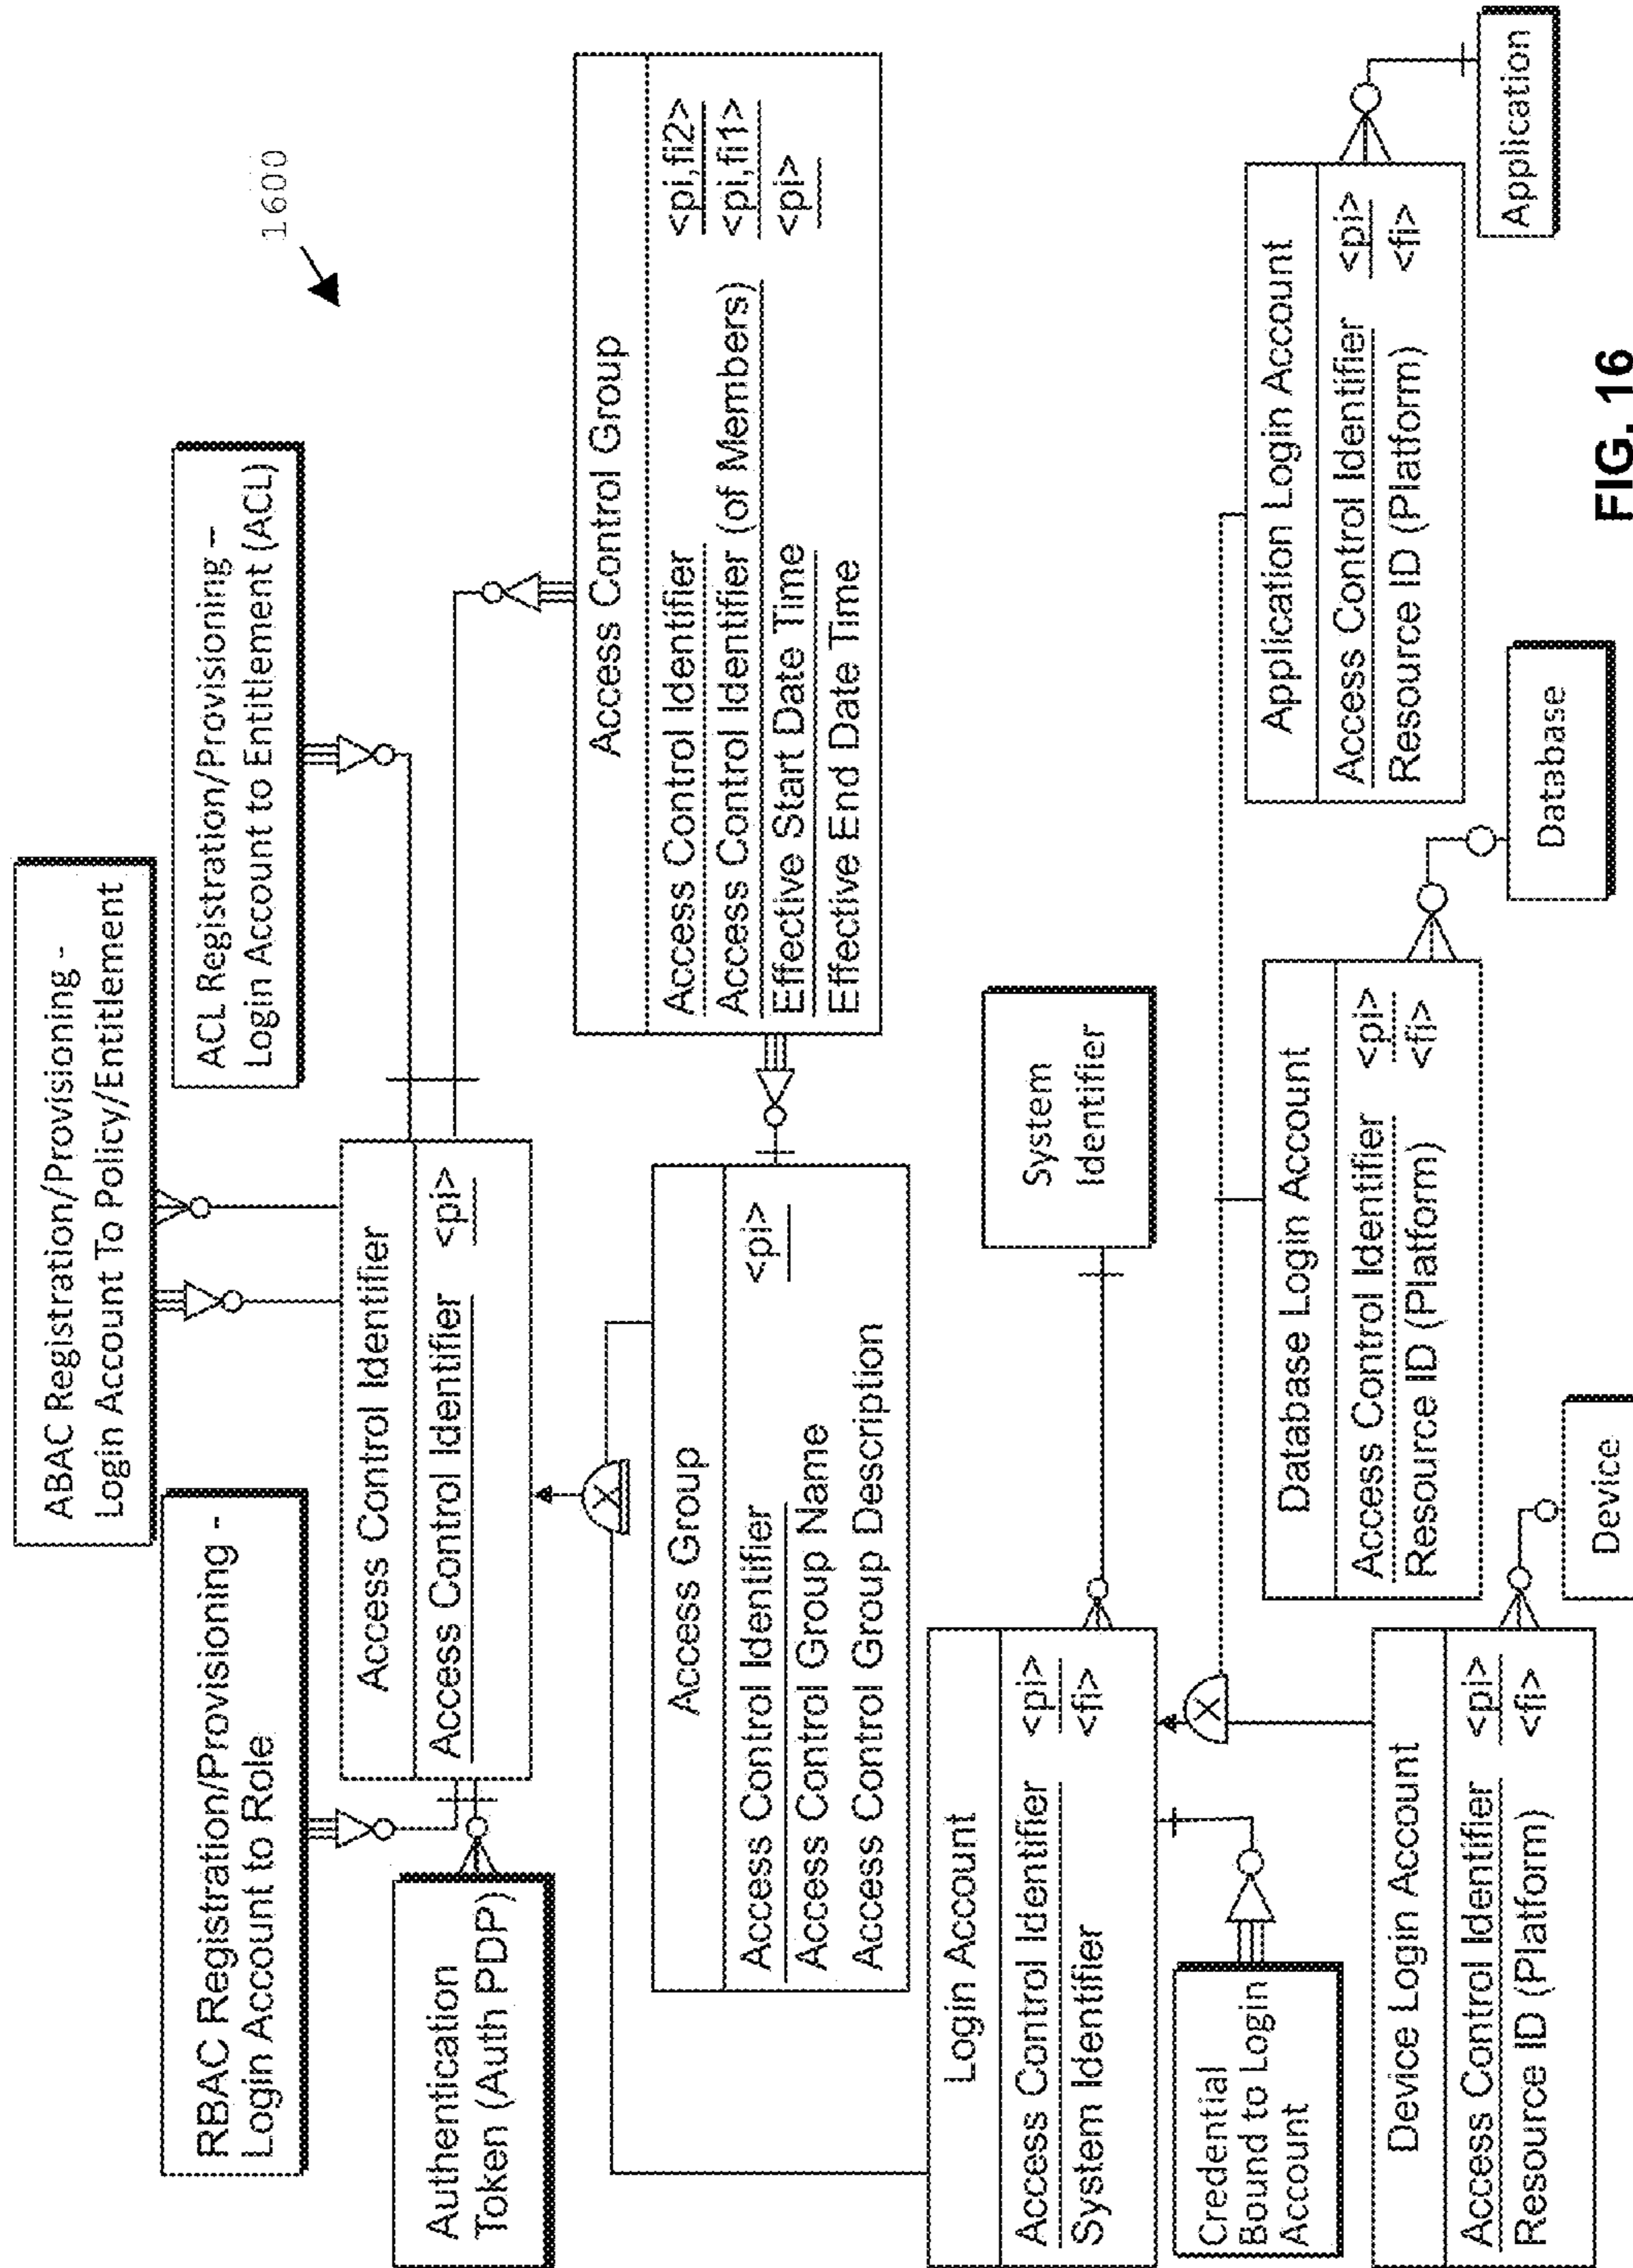 1600
ABAC Registration/Provisioning -
Login Account To Policy/Entitlement
RBAC Registration/Provisioning -
Login Account to Role
ACL Registration/Provisioning –
Login Account to Entitlement (ACL)
Authentication
Token (Auth PDP)
Access Control Identifier
Access Control Identifier <pi>
Access Control Group
Access Control Identifier <pi,fi2>
Access Control Identifier (of Members) <pi,fi1>
Effective Start Date Time <pi>
Effective End Date Time
Access Group
Access Control Identifier <pi>
Access Control Group Name
Access Control Group Description
Login Account
Access Control Identifier <pi>
System Identifier <fi>
System
Identifier
Credential
Bound to Login
Account
Device Login Account
Access Control Identifier <pi>
Resource ID (Platform) <fi>
Device
Database Login Account
Access Control Identifier <pi>
Resource ID (Platform) <fi>
Database
Application Login Account
Access Control Identifier <pi>
Resource ID (Platform) <fi>
Application
X
X
FIG. 16